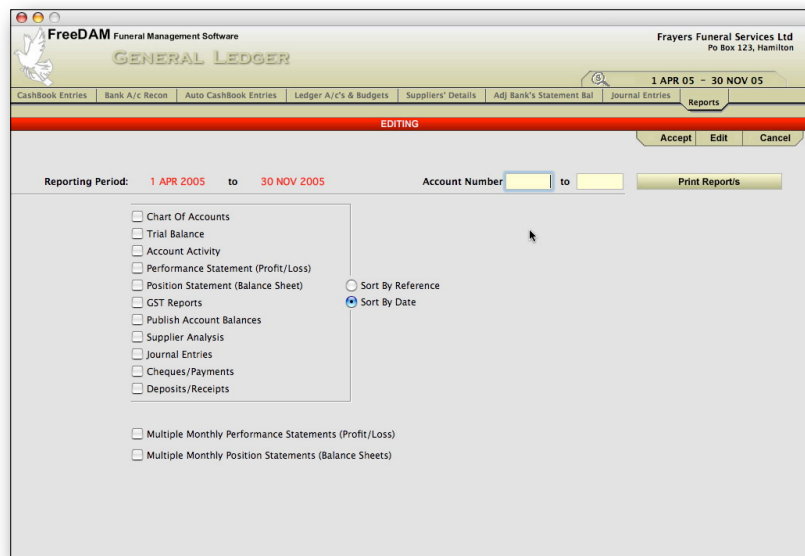 FreeDAM Funeral Management Software
Frayers Funeral Services Ltd
Po Box 123, Hamilton
GENERAL LEDGER
1 APR 05 - 30 NOV 05
CashBook Entries Bank A/c Recon Auto CashBook Entries Ledger A/c's & Budgets Suppliers' Details Adj Bank's Statement Bal Journal Entries Reports
EDITING
Accept Edit Cancel
Reporting Period: 1 APR 2005 to 30 NOV 2005 Account Number to Print Report/s
Chart Of Accounts
Trial Balance
Account Activity
Performance Statement (Profit/Loss)
Position Statement (Balance Sheet) Sort By Reference
GST Reports Sort By Date
Publish Account Balances
Supplier Analysis
Journal Entries
Cheques/Payments
Deposits/Receipts
Multiple Monthly Performance Statements (Profit/Loss)
Multiple Monthly Position Statements (Balance Sheets)